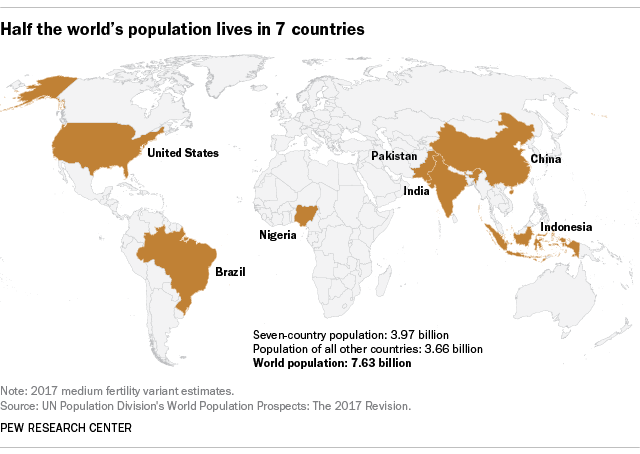 Half the world's population lives in 7 countries
United States
Pakistan
China
India
Indonesia
Nigeria
Brazil
Seven-country population: 3.97 billion
Population of all other countries: 3.66 billion
World population: 7.63 billion
Note: 2017 medium fertility variant estimates.
Source: UN Population Division's World Population Prospects: The 2017 Revision.
PEW RESEARCH CENTER